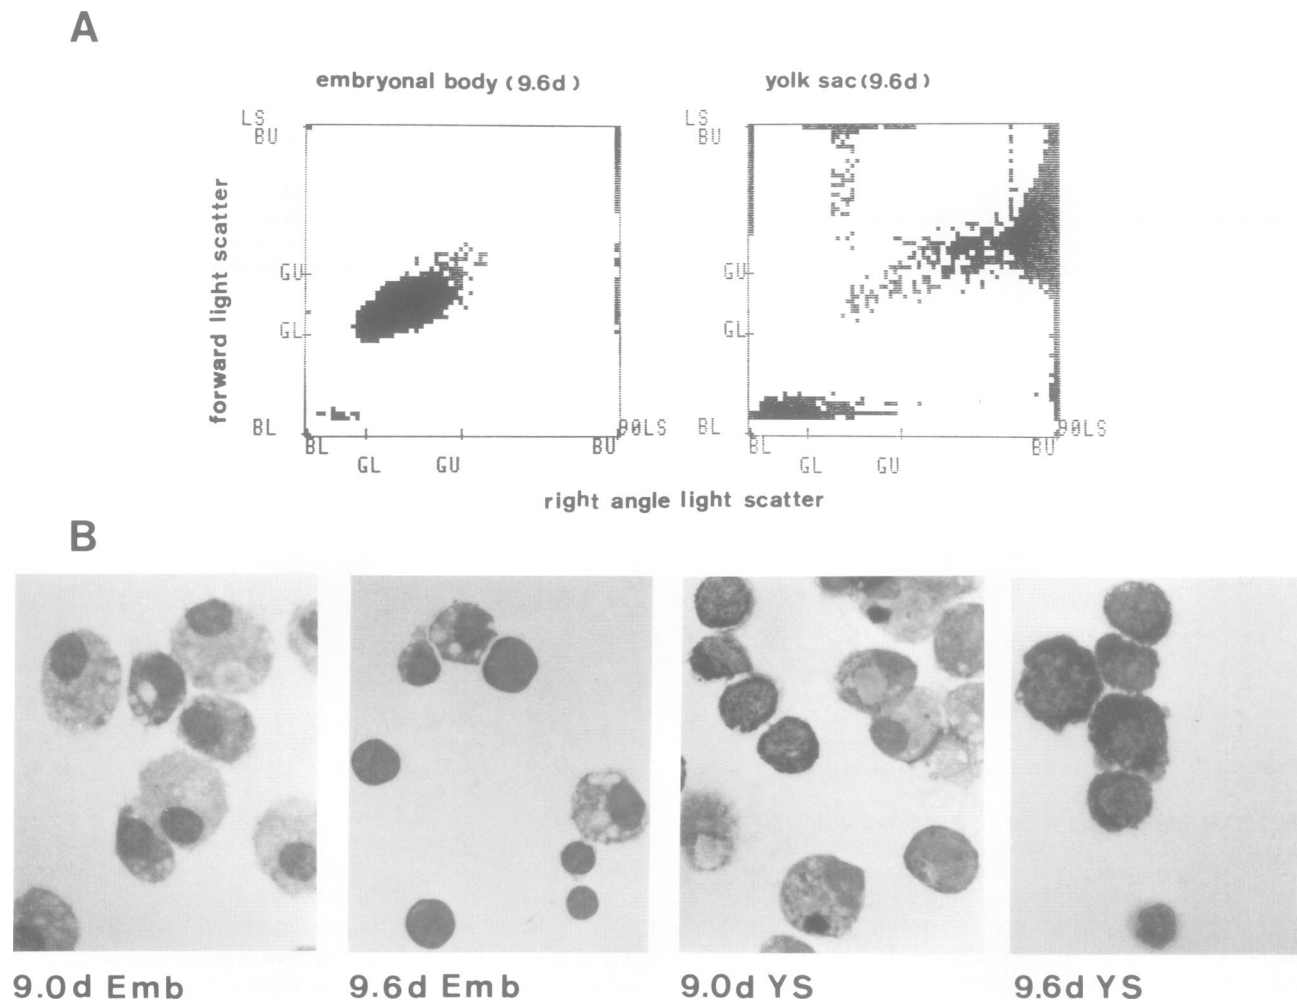 A
embryonal body (9.6d)
yolk sac(9.6d)
LS
BU
GU
GL
BL
90LS
BL
GL
GU
BU
LS
BU
GU
GL
BL
90LS
BL
GL
GU
BU
forward light scatter
right angle light scatter
B
9.0d Emb
9.6d Emb
9.0d YS
9.6d YS